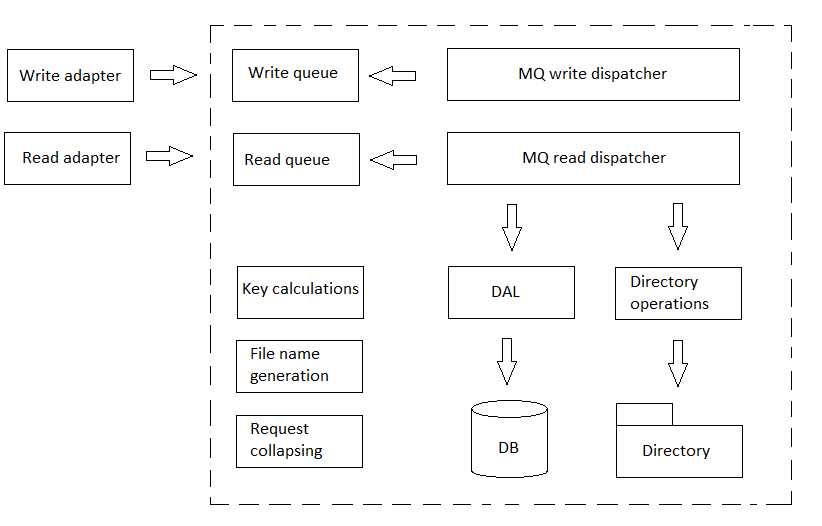 Write adapter
Write queue
MQ write dispatcher
Read adapter
Read queue
MQ read dispatcher
Key calculations
DAL
Directory
operations
File name
generation
Request
collapsing
DB
Directory